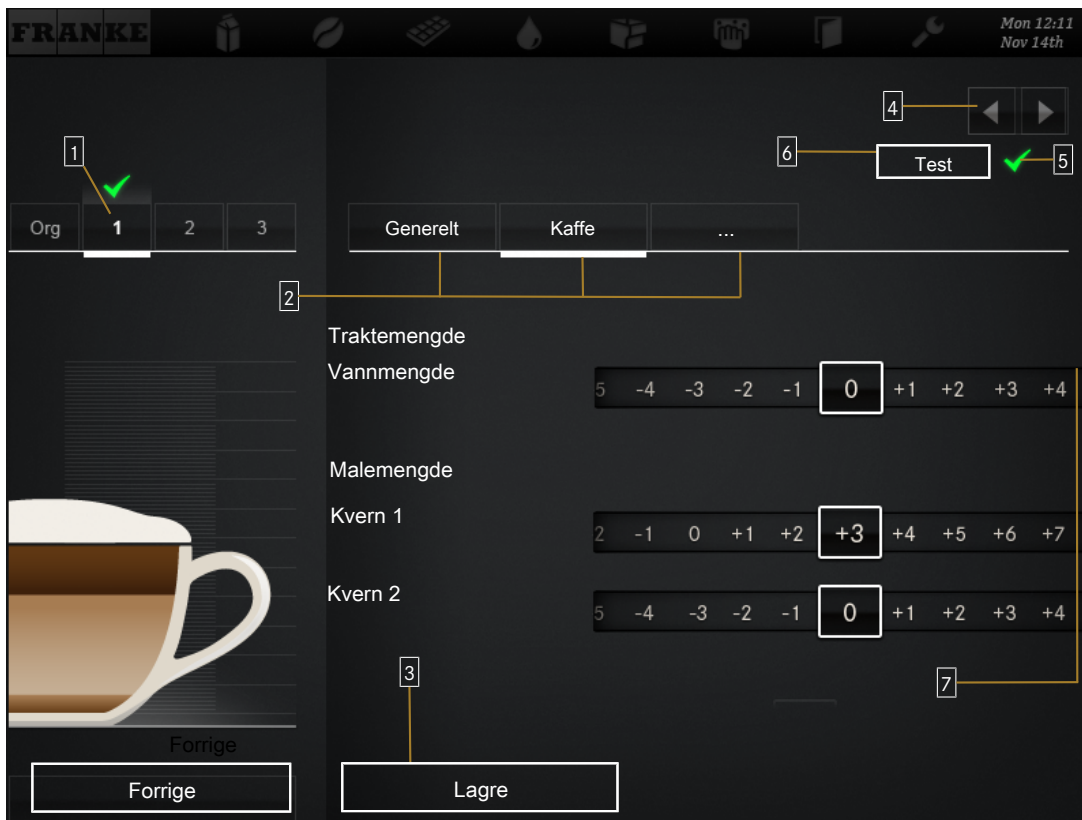 FRANKE
Mon 12:11
Nov 14th
4
1
6
Test
5
Org 1 2 3
Generelt Kaffe ...
2
Traktemengde
Vannmengde
5 -4 -3 -2 -1 0 +1 +2 +3 +4
Malemengde
Kvern 1
2 -1 0 +1 +2 +3 +4 +5 +6 +7
Kvern 2
5 -4 -3 -2 -1 0 +1 +2 +3 +4
3
7
Forrige
Forrige
Lagre